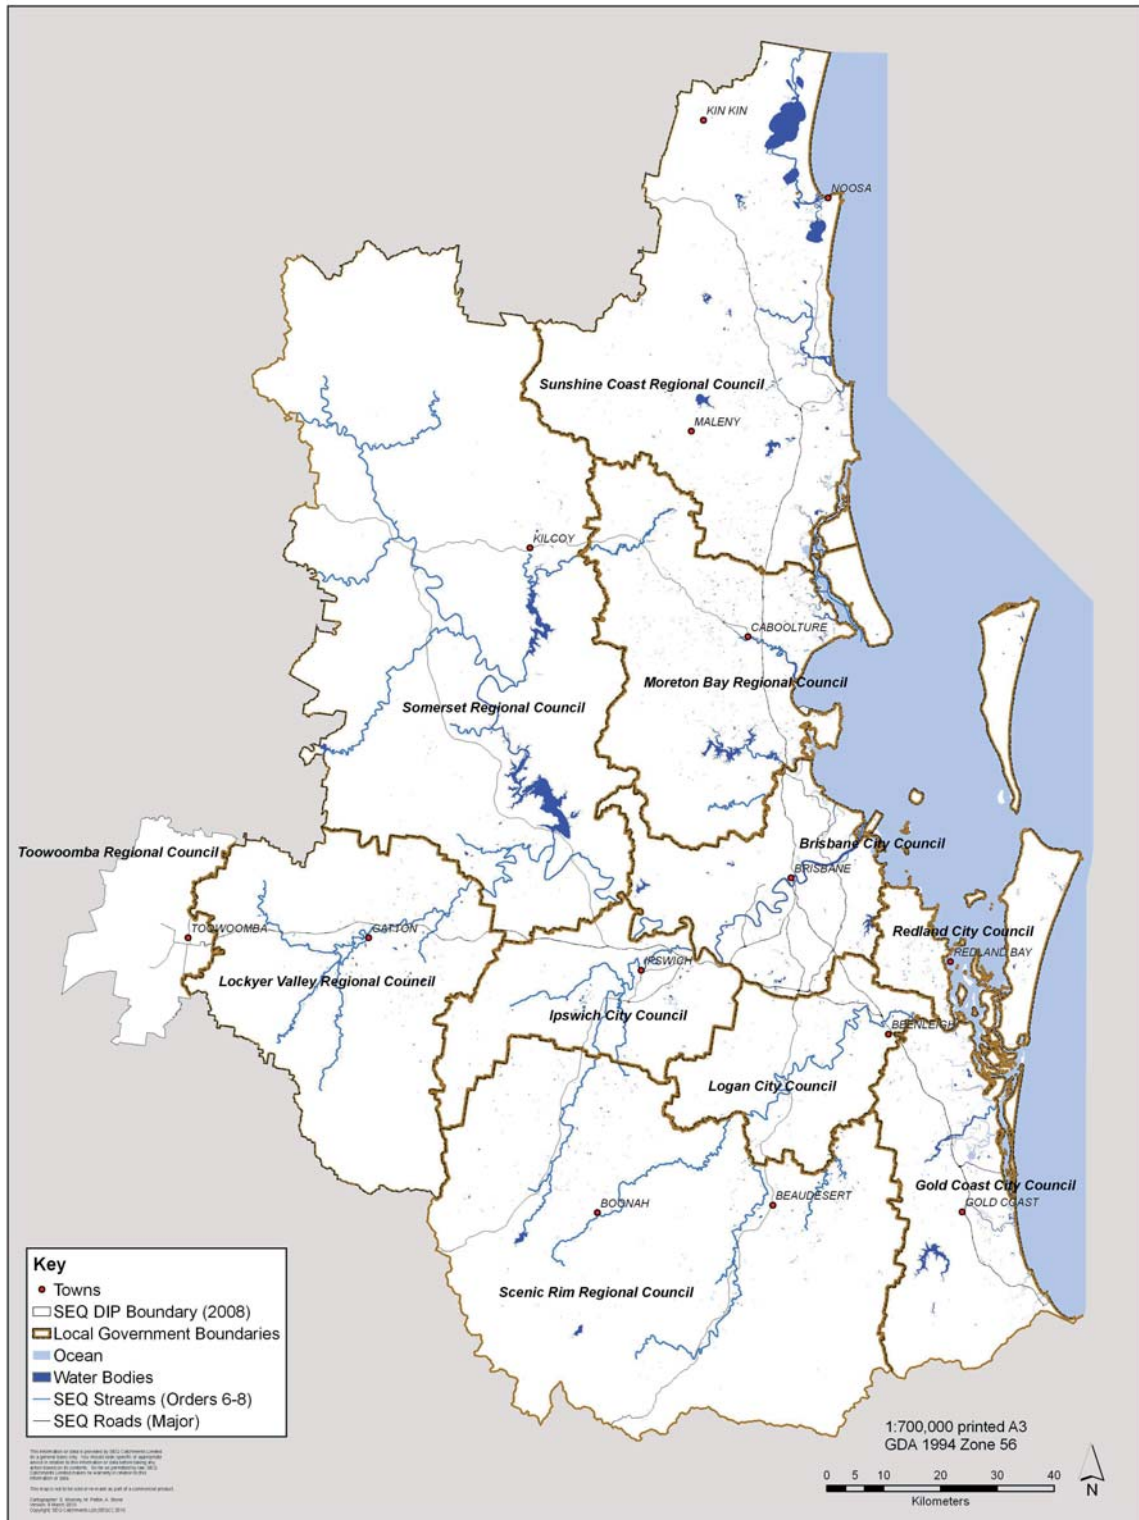 KIN KIN
NOOSA
Sunshine Coast Regional Council
MALENY
KILCOY
CABOOLTURE
Moreton Bay Regional Council
Somerset Regional Council
Brisbane City Council
Toowoomba Regional Council
BRISBANE
TOOWOOMBA
GATTON
Redland City Council
REDLAND BAY
Lockyer Valley Regional Council
IPSWICH
Ipswich City Council
BEENLEIGH
Logan City Council
Gold Coast City Council
BOONAH
BEAUDESERT
GOLD COAST
Scenic Rim Regional Council
Key
Towns
SEQ DIP Boundary (2008)
Local Government Boundaries
Ocean
Water Bodies
SEQ Streams (Orders 6-8)
SEQ Roads (Major)
1:700,000 printed A3
GDA 1994 Zone 56
0 5 10 20 30 40
Kilometers
N